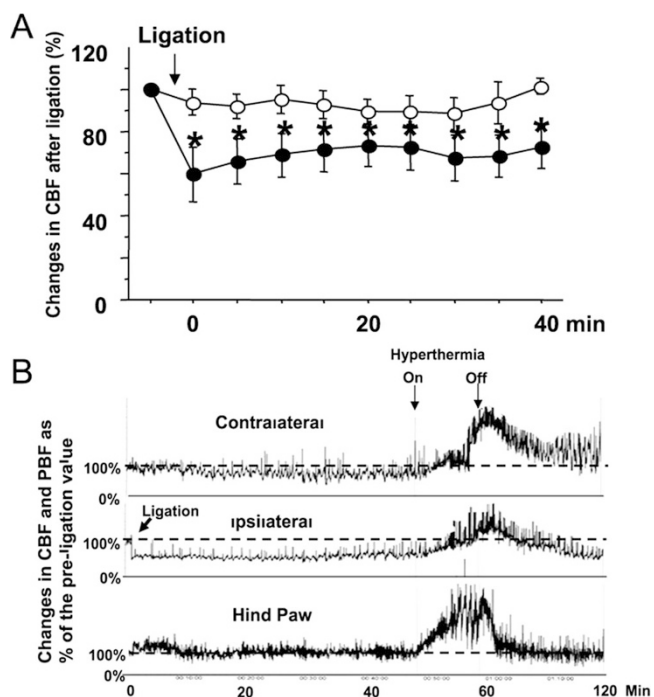 A
Ligation
Changes in CBF after ligation (%)
120
80
40
0
* * * * * * * * *
0 20 40 min
B
Hyperthermia
On Off
Changes in CBF and PBF as
% of the pre-ligation value
Contralateral
100%
0%
Ligation
Ipsilateral
100%
0%
Hind Paw
100%
0 20 40 60 120 Min